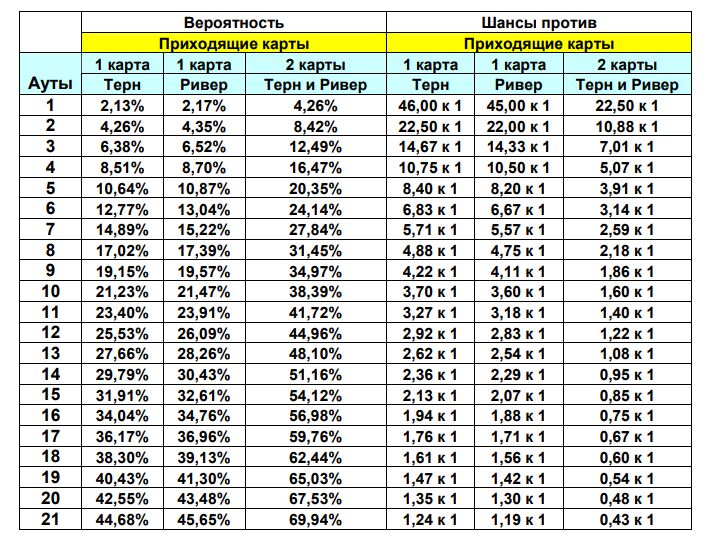 Вероятность Шансы против
Приходящие карты Приходящие карты
1 карта 1 карта 2 карты 1 карта 1 карта 2 карты
Ауты Терн Ривер Терн и Ривер Терн Ривер Терн и Ривер
1 2,13% 2,17% 4,26% 46,00 к 1 45,00 к 1 22,50 к 1
2 4,26% 4,35% 8,42% 22,50 к 1 22,00 к 1 10,88 к 1
3 6,38% 6,52% 12,49% 14,67 к 1 14,33 к 1 7,01 к 1
4 8,51% 8,70% 16,47% 10,75 к 1 10,50 к 1 5,07 к 1
5 10,64% 10,87% 20,35% 8,40 к 1 8,20 к 1 3,91 к 1
6 12,77% 13,04% 24,14% 6,83 к 1 6,67 к 1 3,14 к 1
7 14,89% 15,22% 27,84% 5,71 к 1 5,57 к 1 2,59 к 1
8 17,02% 17,39% 31,45% 4,88 к 1 4,75 к 1 2,18 к 1
9 19,15% 19,57% 34,97% 4,22 к 1 4,11 к 1 1,86 к 1
10 21,23% 21,47% 38,39% 3,70 к 1 3,60 к 1 1,60 к 1
11 23,40% 23,91% 41,72% 3,27 к 1 3,18 к 1 1,40 к 1
12 25,53% 26,09% 44,96% 2,92 к 1 2,83 к 1 1,22 к 1
13 27,66% 28,26% 48,10% 2,62 к 1 2,54 к 1 1,08 к 1
14 29,79% 30,43% 51,16% 2,36 к 1 2,29 к 1 0,95 к 1
15 31,91% 32,61% 54,12% 2,13 к 1 2,07 к 1 0,85 к 1
16 34,04% 34,76% 56,98% 1,94 к 1 1,88 к 1 0,75 к 1
17 36,17% 36,96% 59,76% 1,76 к 1 1,71 к 1 0,67 к 1
18 38,30% 39,13% 62,44% 1,61 к 1 1,56 к 1 0,60 к 1
19 40,43% 41,30% 65,03% 1,47 к 1 1,42 к 1 0,54 к 1
20 42,55% 43,48% 67,53% 1,35 к 1 1,30 к 1 0,48 к 1
21 44,68% 45,65% 69,94% 1,24 к 1 1,19 к 1 0,43 к 1